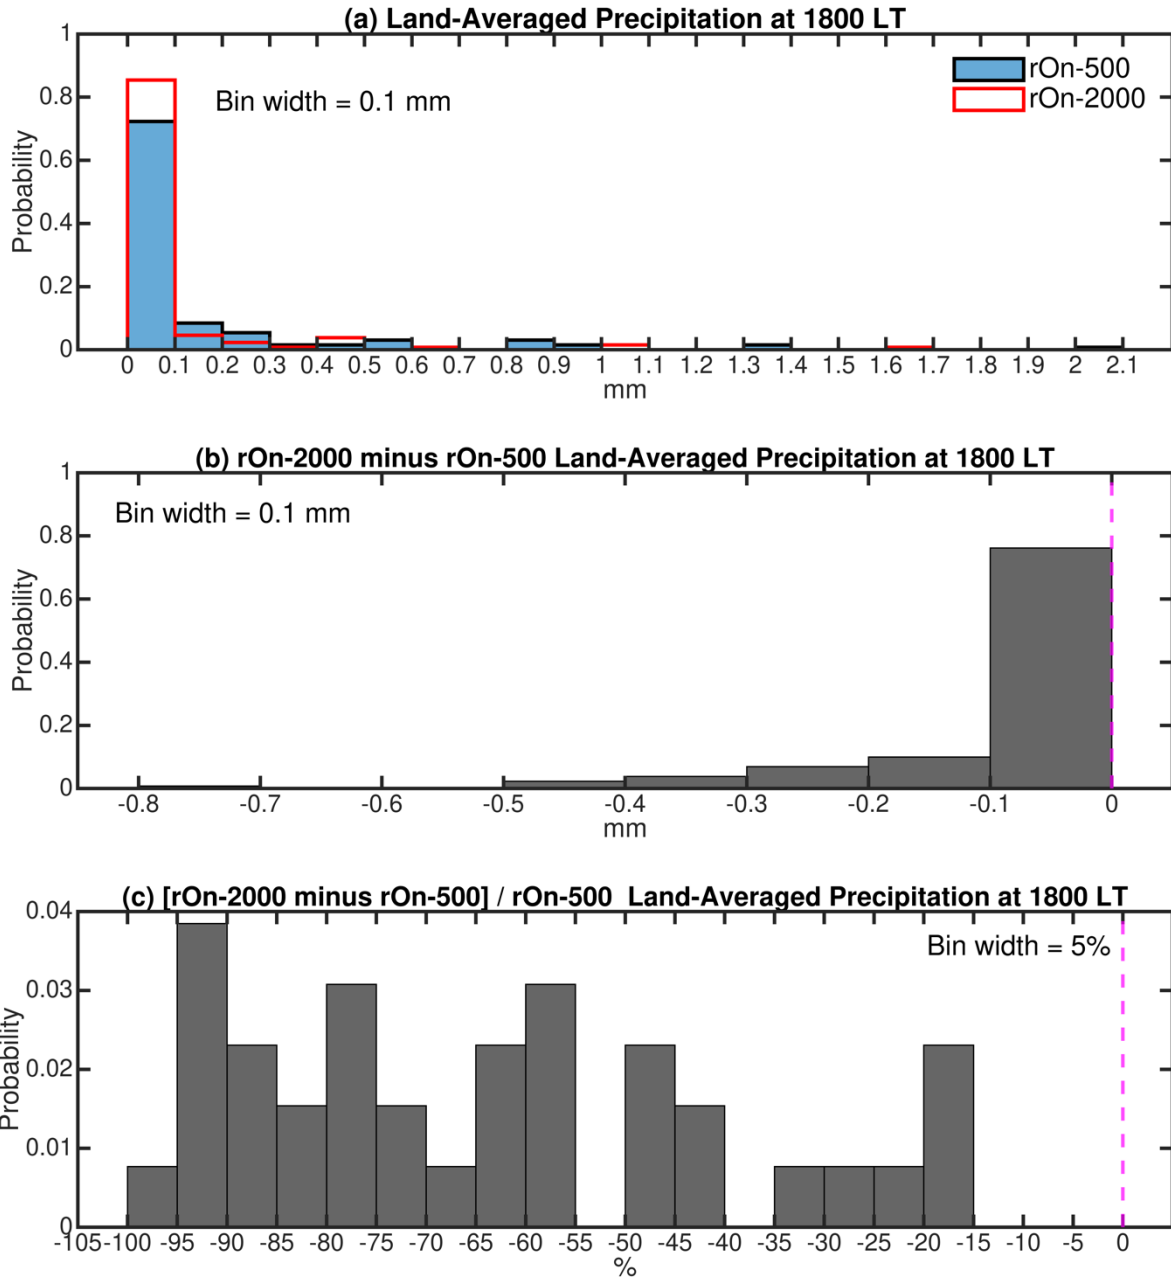 (a) Land-Averaged Precipitation at 1800 LT
1
0.8
0.6
0.4
0.2
0
Probability
Bin width = 0.1 mm
rOn-500
rOn-2000
0 0.1 0.2 0.3 0.4 0.5 0.6 0.7 0.8 0.9 1 1.1 1.2 1.3 1.4 1.5 1.6 1.7 1.8 1.9 2 2.1
mm
(b) rOn-2000 minus rOn-500 Land-Averaged Precipitation at 1800 LT
1
0.8
0.6
0.4
0.2
0
Probability
Bin width = 0.1 mm
-0.8 -0.7 -0.6 -0.5 -0.4 -0.3 -0.2 -0.1 0
mm
(c) [rOn-2000 minus rOn-500] / rOn-500 Land-Averaged Precipitation at 1800 LT
0.04
0.03
0.02
0.01
0
Probability
Bin width = 5%
-105 -100 -95 -90 -85 -80 -75 -70 -65 -60 -55 -50 -45 -40 -35 -30 -25 -20 -15 -10 -5 0
%